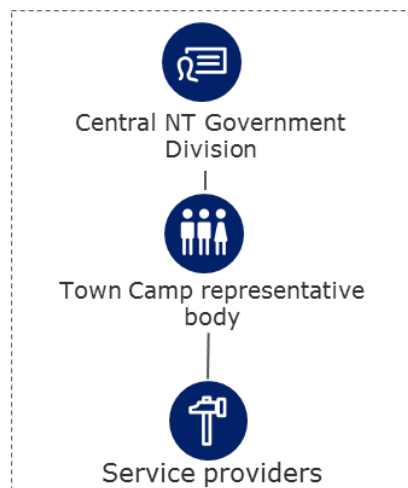 Central NT Government
Division
Town Camp representative
body
Service providers